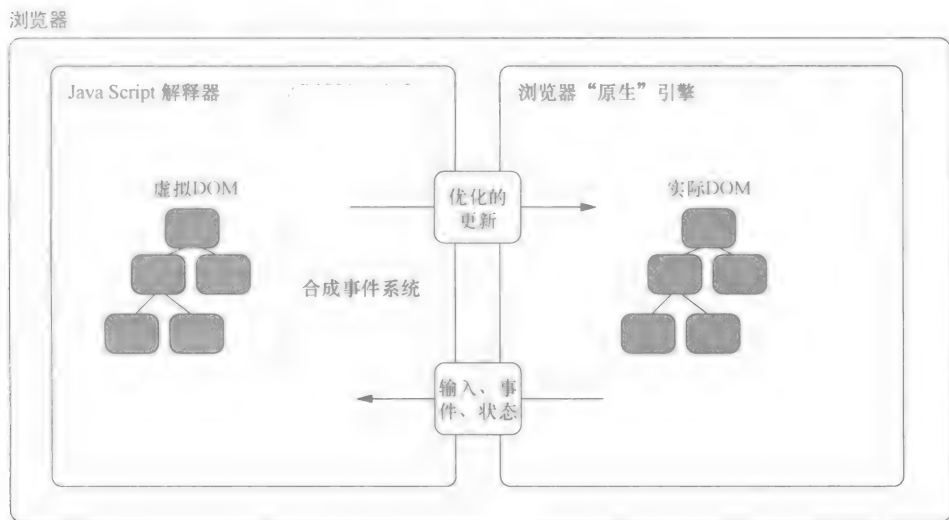 浏览器
Java Script 解释器
浏览器“原生”引擎
虚拟DOM
优化的
更新
实际DOM
合成事件系统
输入、事
件、状态